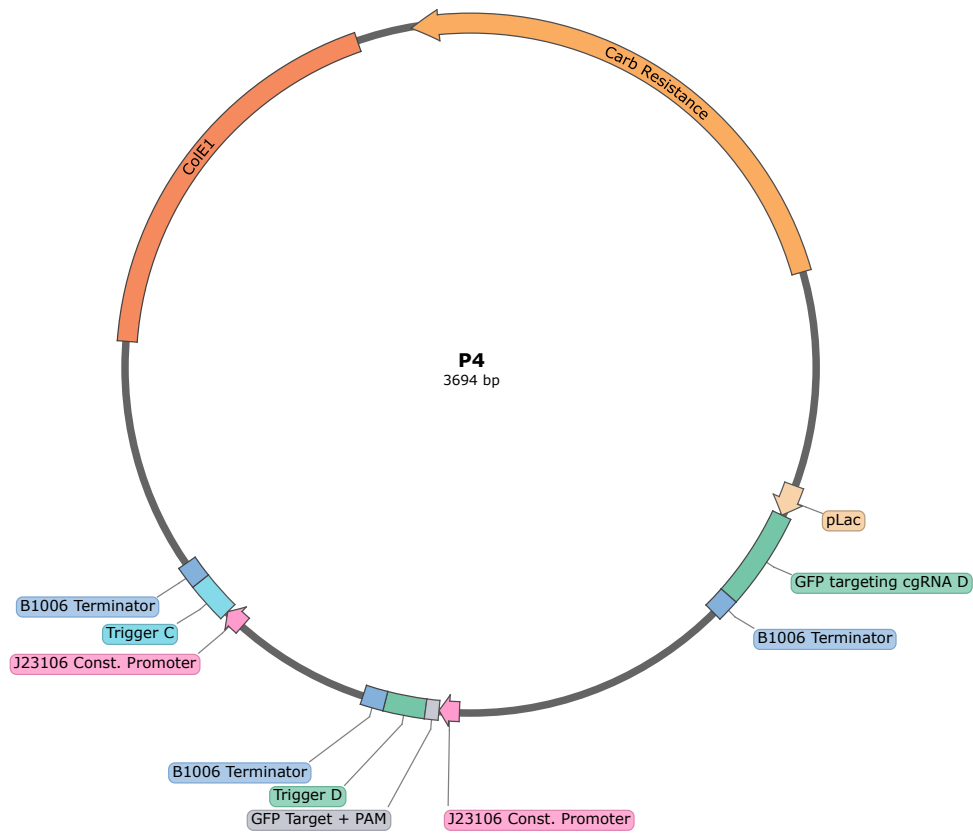 Carb Resistance
ColE1
P4
3694 bp
pLac
GFP targeting cgRNA D
B1006 Terminator
B1006 Terminator
Trigger C
J23106 Const. Promoter
B1006 Terminator
Trigger D
GFP Target + PAM
J23106 Const. Promoter